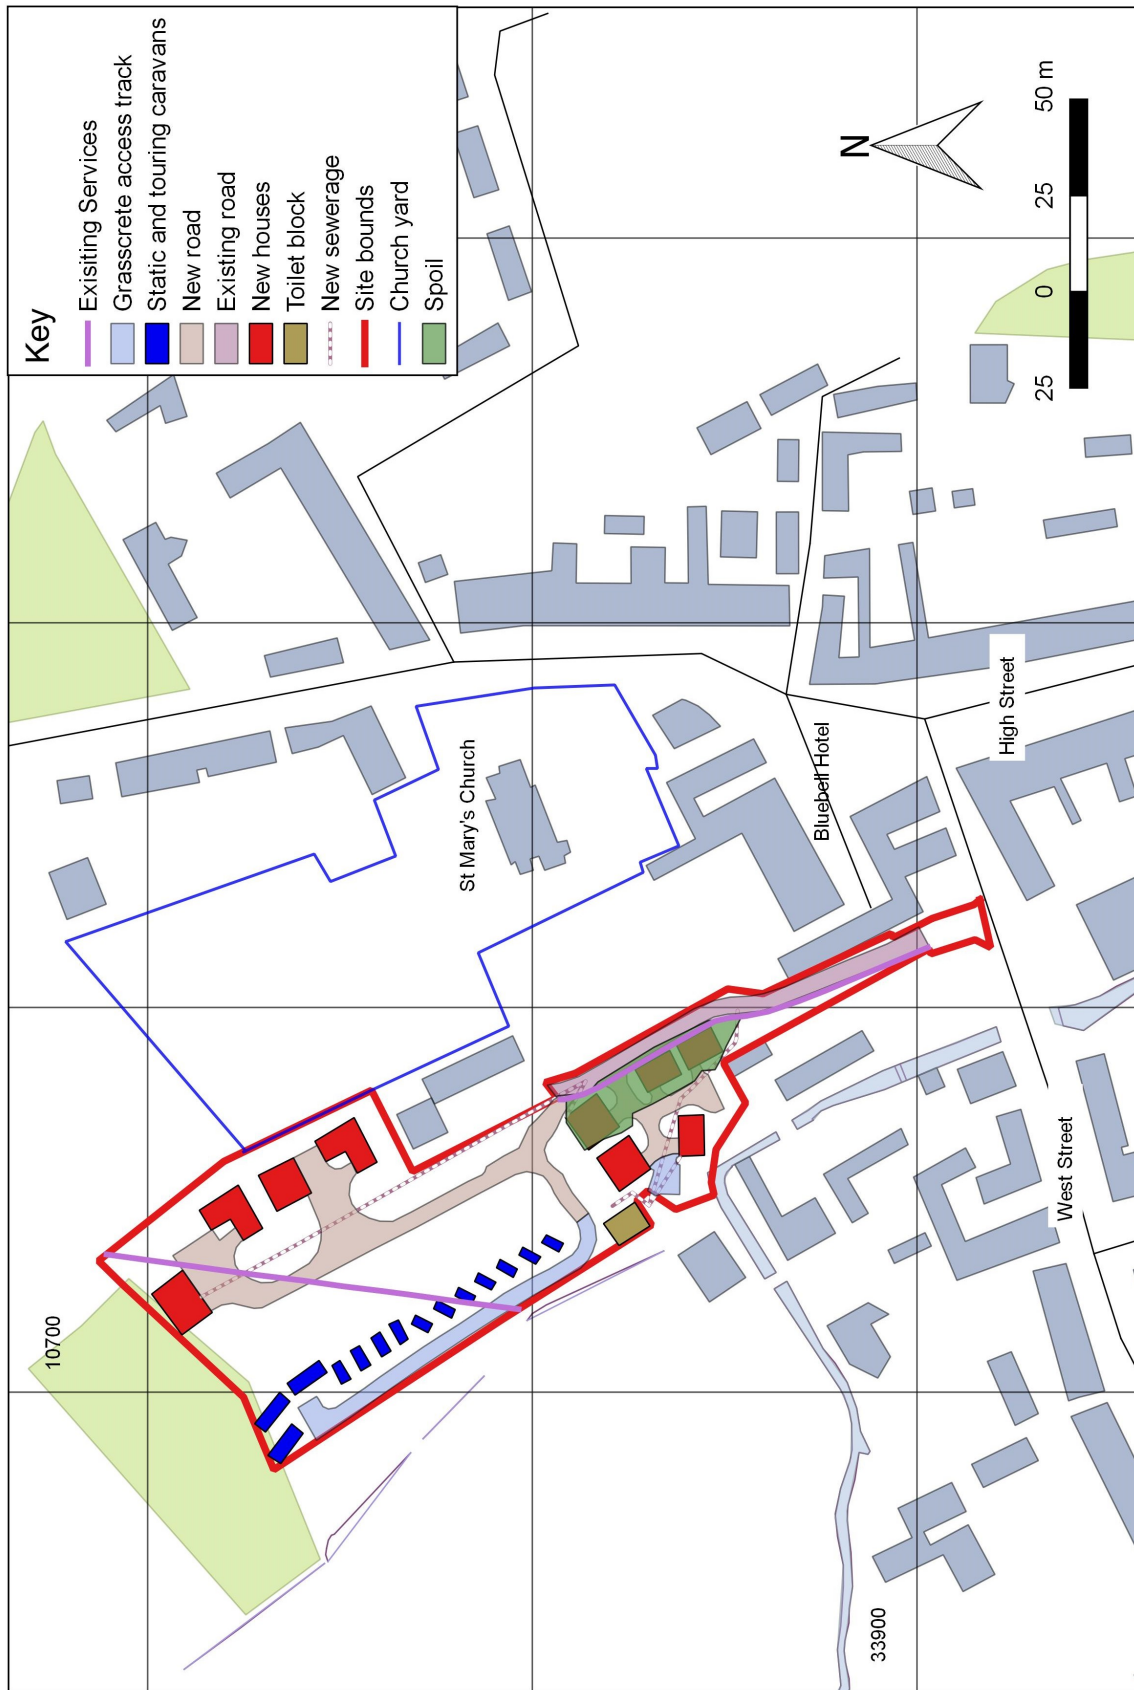 Key
Exisiting Services
Grasscrete access track
Static and touring caravans
New road
Existing road
New houses
Toilet block
New sewerage
Site bounds
Church yard
Spoil
N
25 0 25 50 m
St Mary's Church
Bluebell Hotel
High Street
West Street
10700
33900